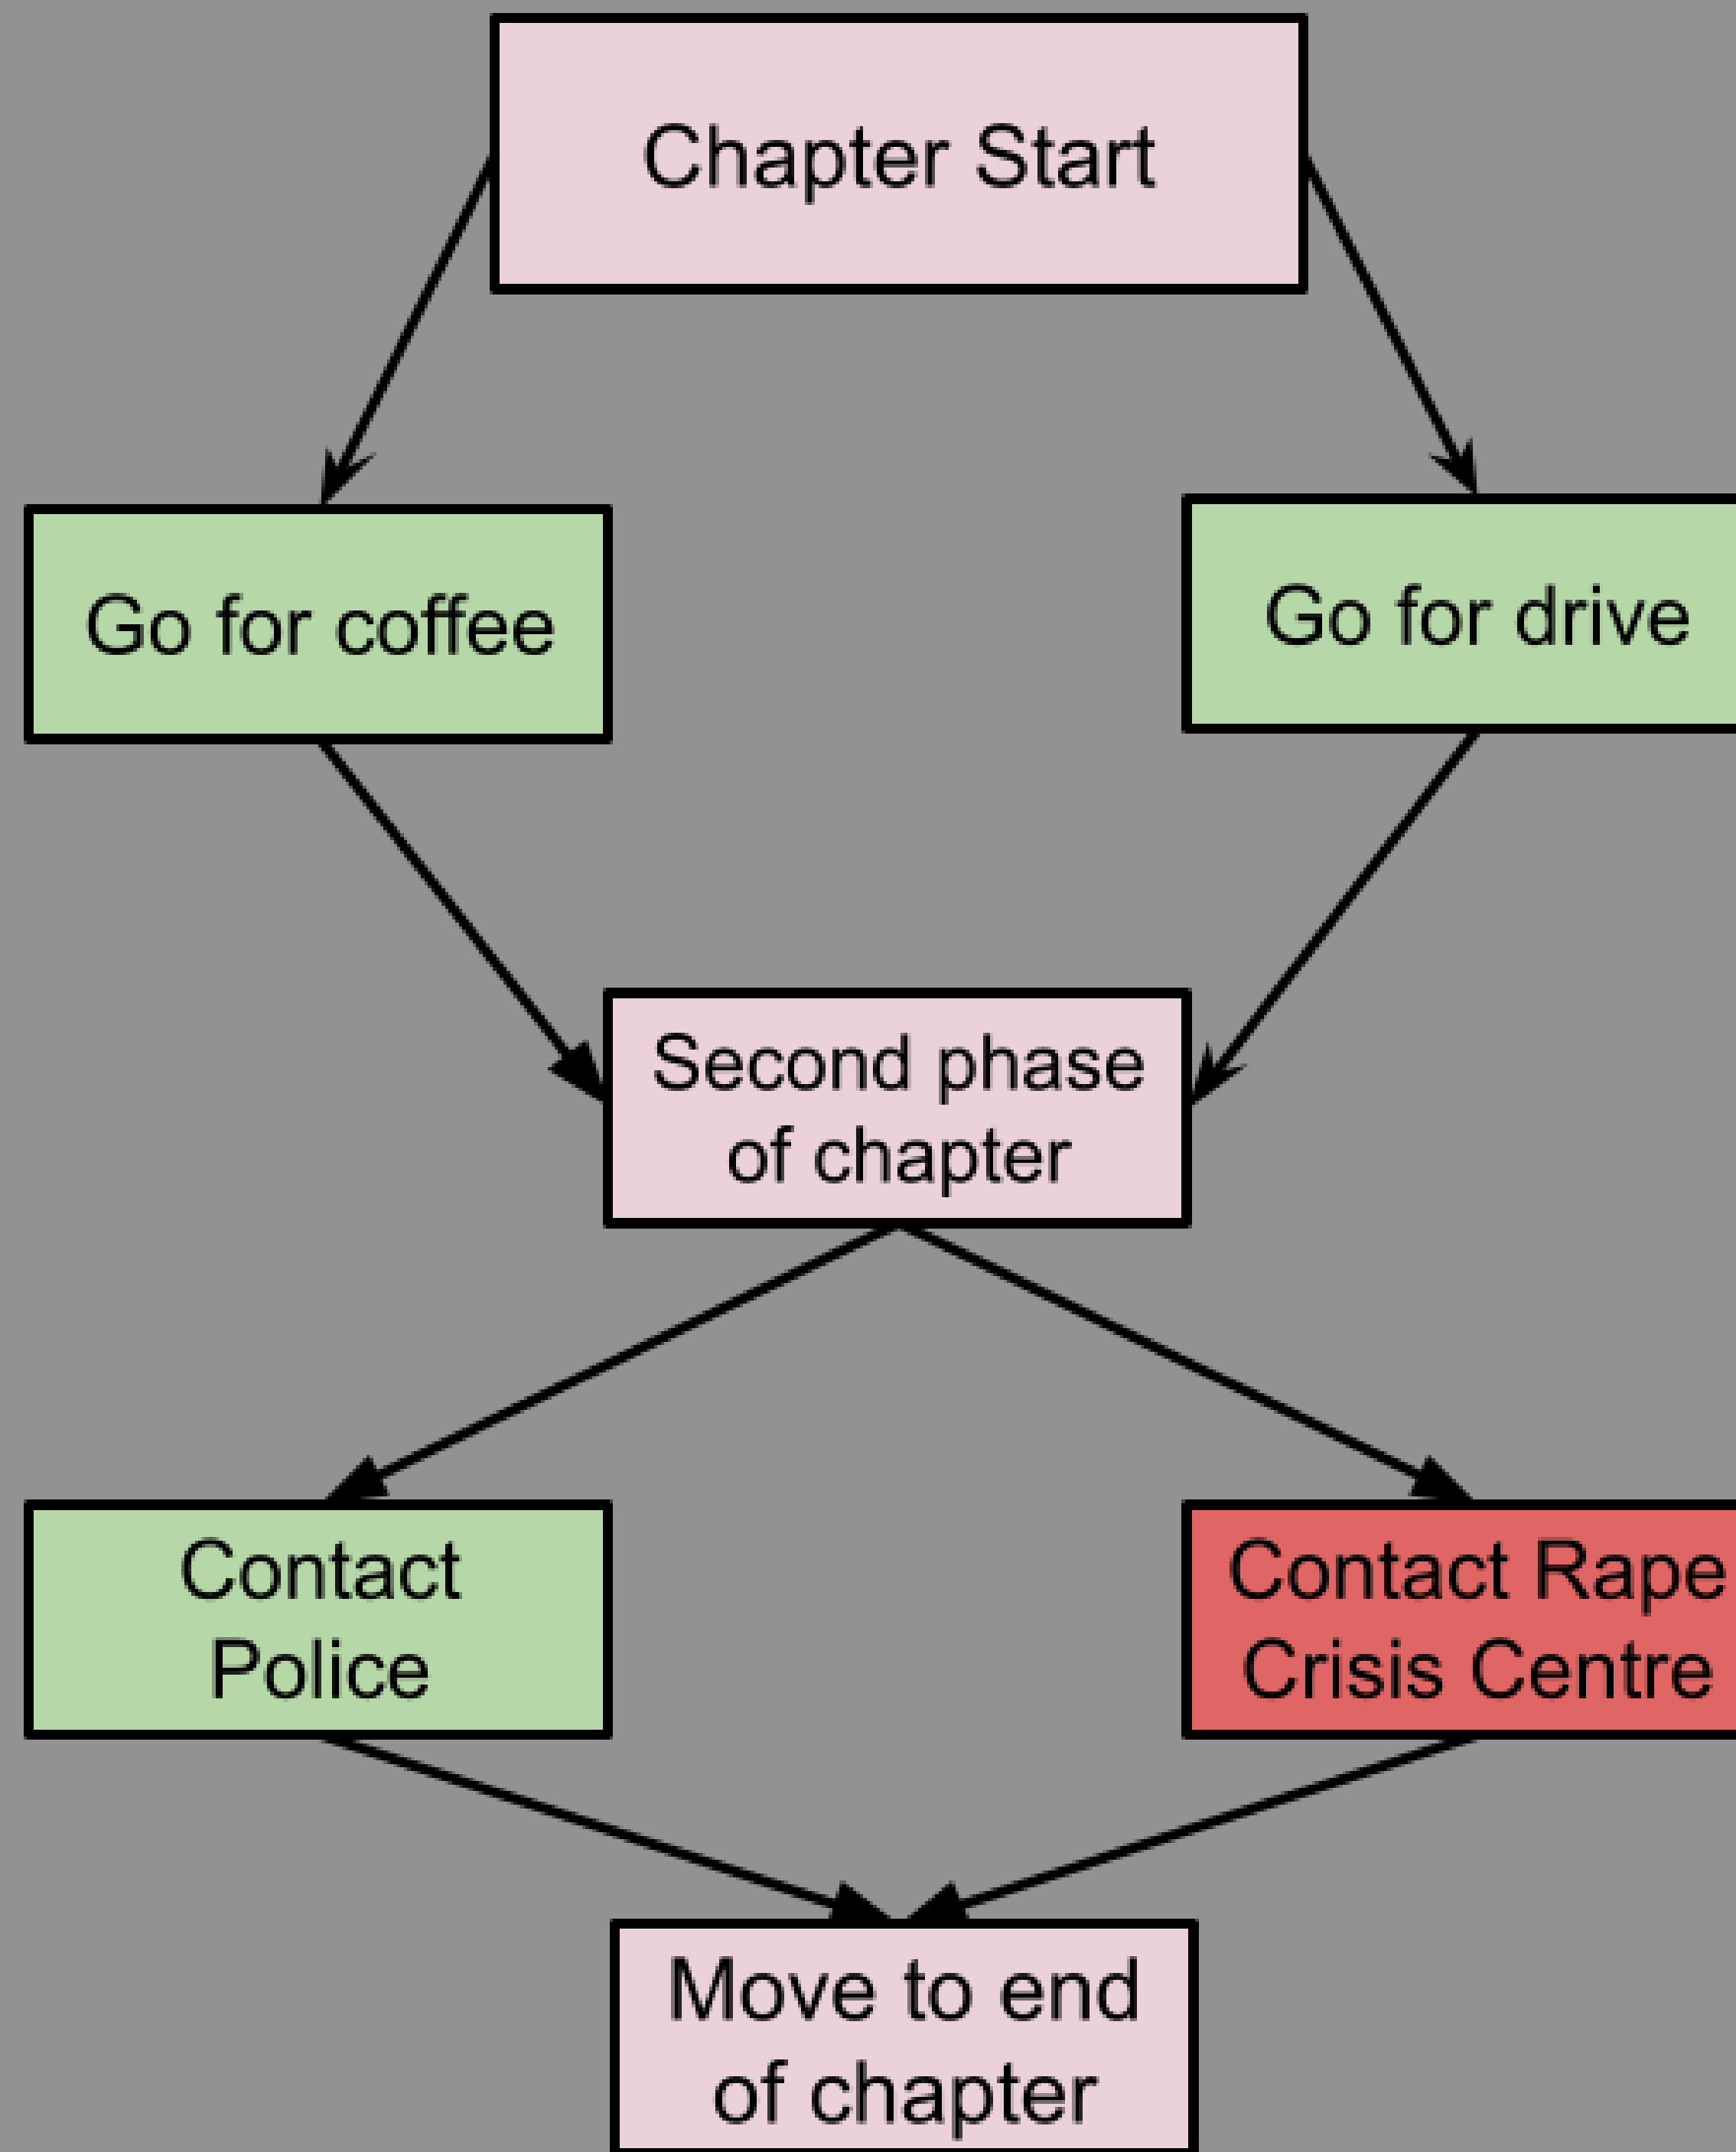 Chapter Start
Go for coffee
Go for drive
Second phase
of chapter
Contact
Police
Contact Rape
Crisis Centre
Move to end
of chapter